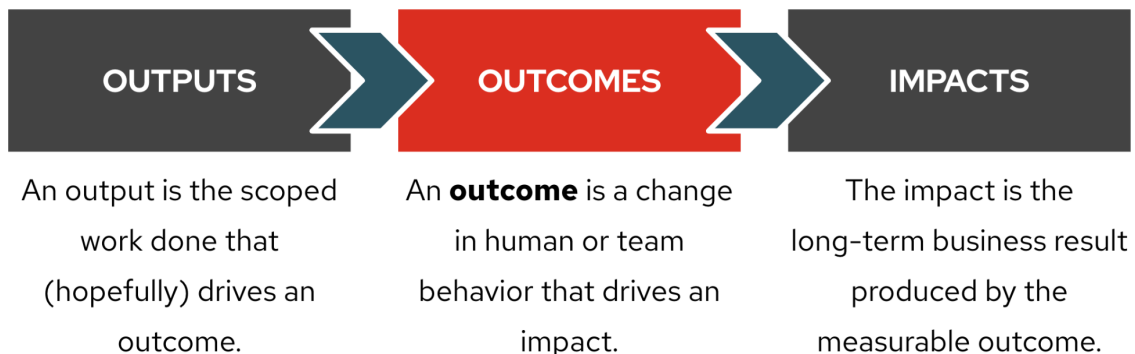 OUTPUTS
OUTCOMES
IMPACTS
An output is the scoped
work done that
(hopefully) drives an
outcome.
An outcome is a change
in human or team
behavior that drives an
impact.
The impact is the
long-term business result
produced by the
measurable outcome.